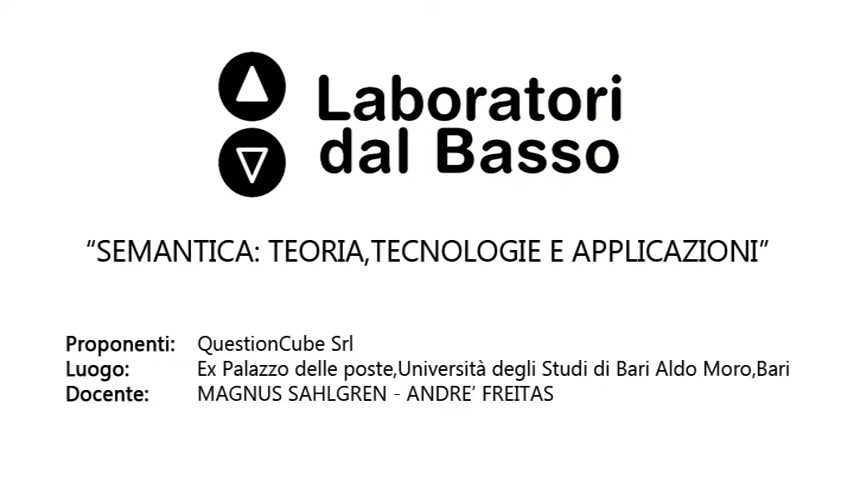 Laboratori
dal Basso
“SEMANTICA: TEORIA,TECNOLOGIE E APPLICAZIONI”
Proponenti: QuestionCube Srl
Luogo: Ex Palazzo delle poste,Università degli Studi di Bari Aldo Moro,Bari
Docente: MAGNUS SAHLGREN - ANDRE’ FREITAS